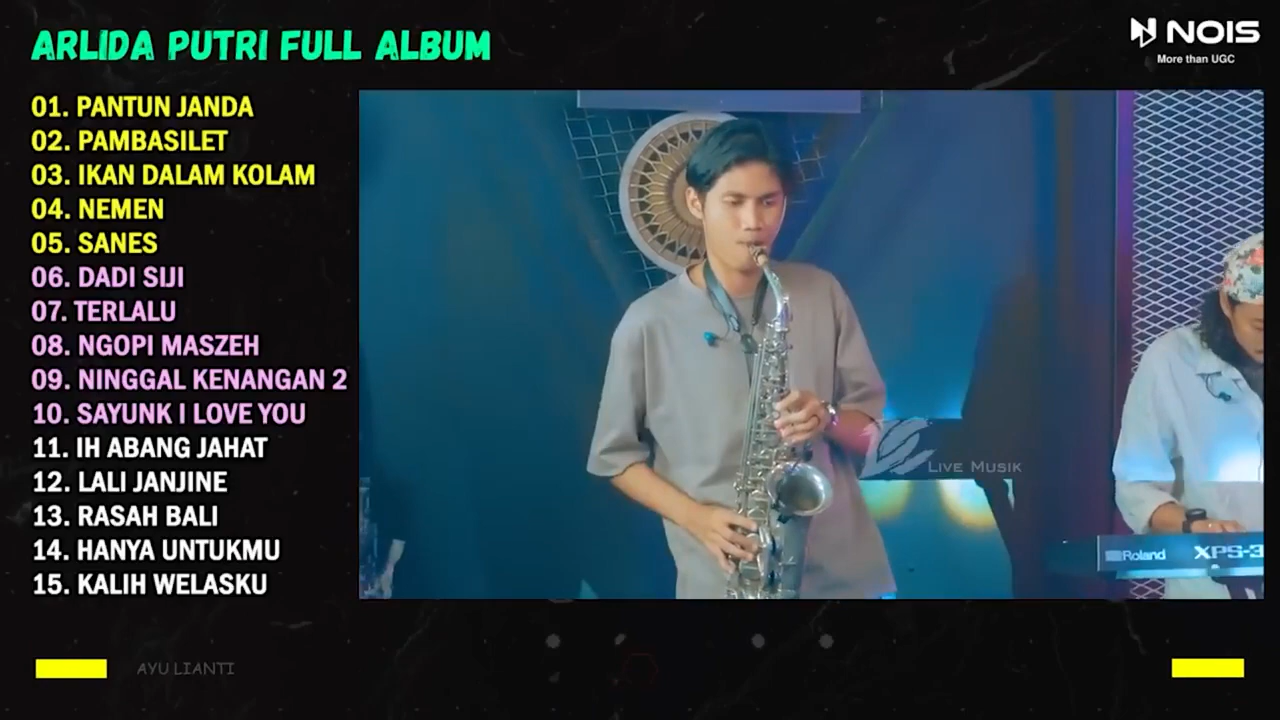 ARLIDA PUTRI FULL ALBUM
NOIS
More than UGC
01. PANTUN JANDA
02. PAMBASILET
03. IKAN DALAM KOLAM
04. NEMEN
05. SANES
06. DADI SIJI
07. TERLALU
08. NGOPI MASZEH
09. NINGGAL KENANGAN 2
10. SAYUNK I LOVE YOU
11. IH ABANG JAHAT
12. LALI JANJINE
13. RASAH BALI
14. HANYA UNTUKMU
15. KALIH WELASKU
LIVE MUSIK
Roland XPS-3
AYU LIANTI